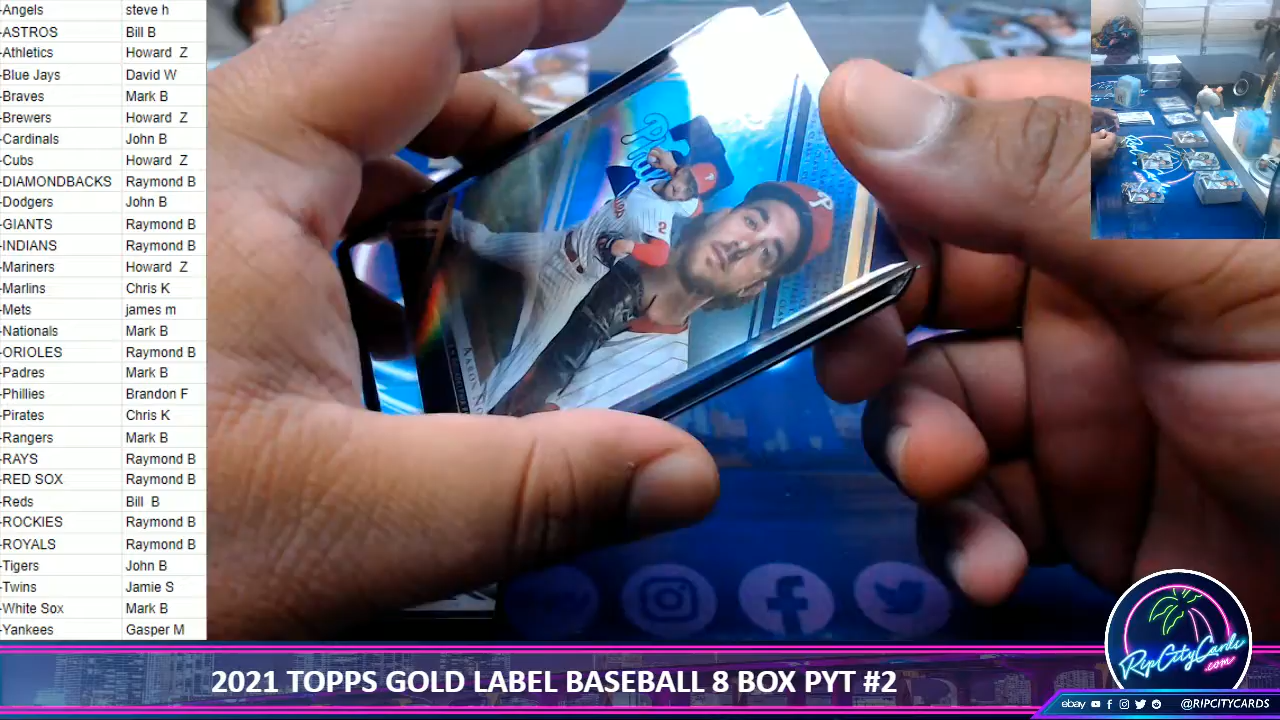 -Angels steve h
-ASTROS Bill B
-Athletics Howard Z
-Blue Jays David W
-Braves Mark B
-Brewers Howard Z
-Cardinals John B
-Cubs Howard Z
-DIAMONDBACKS Raymond B
-Dodgers John B
-GIANTS Raymond B
-INDIANS Raymond B
-Mariners Howard Z
-Marlins Chris K
-Mets james m
-Nationals Mark B
-ORIOLES Raymond B
-Padres Mark B
-Phillies Brandon F
-Pirates Chris K
-Rangers Mark B
-RAYS Raymond B
-RED SOX Raymond B
-Reds Bill B
-ROCKIES Raymond B
-ROYALS Raymond B
-Tigers John B
-Twins Jamie S
-White Sox Mark B
-Yankees Gasper M
P
2
AARON
RipCityCards
.com
2021 TOPPS GOLD LABEL BASEBALL 8 BOX PYT #2
ebay @RIPCITYCARDS